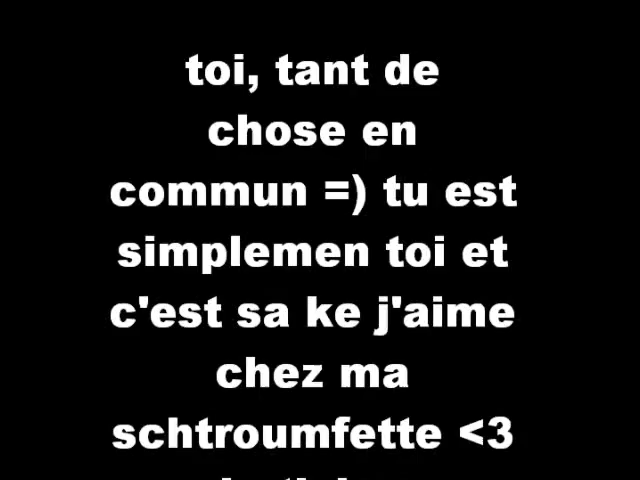 toi, tant de
chose en
commun =) tu est
simplemen toi et
c'est sa ke j'aime
chez ma
schtroumfette <3